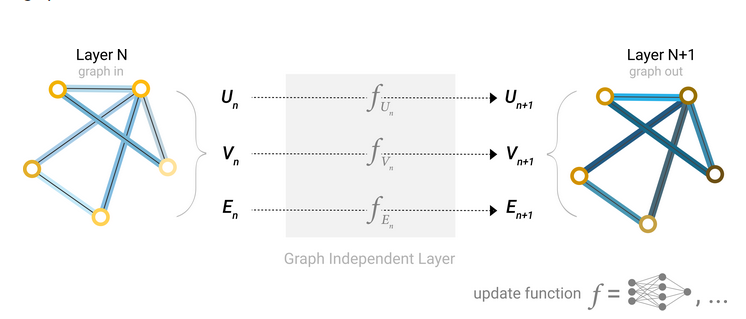 Layer N
graph in
Layer N+1
graph out
U_n f_{U_n} U_{n+1}
V_n f_{V_n} V_{n+1}
E_n f_{E_n} E_{n+1}
Graph Independent Layer
update function f = , ...